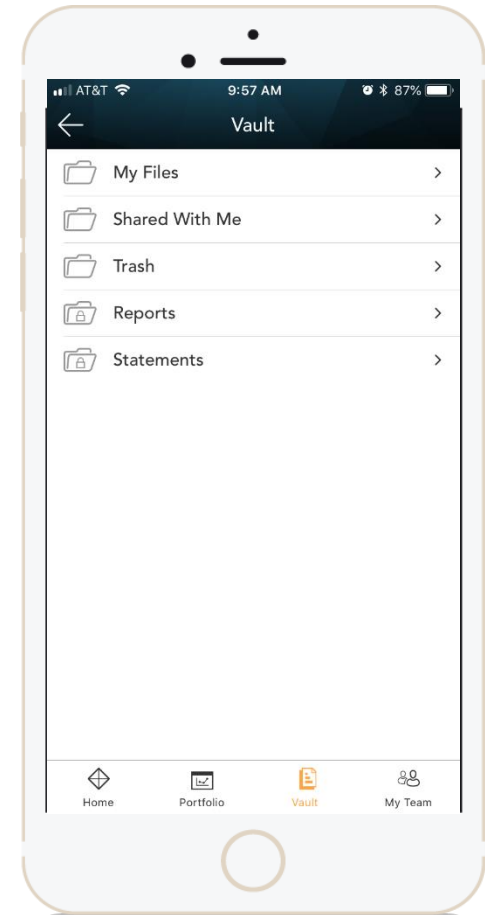 AT&T 9:57 AM 87%
Vault
My Files
Shared With Me
Trash
Reports
Statements
Home Portfolio Vault My Team